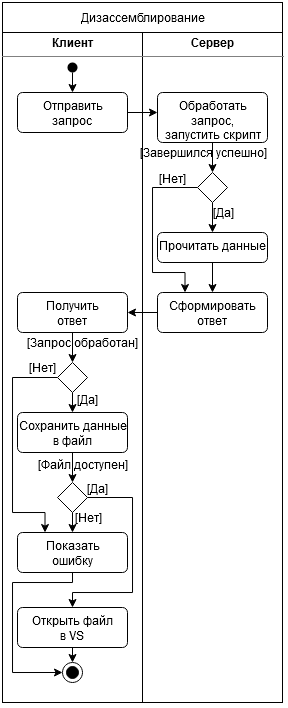 Дизассемблирование
Клиент
Сервер
Отправить
запрос
Обработать
запрос,
запустить скрипт
[Завершился успешно]
[Нет]
[Да]
Прочитать данные
Получить
ответ
Сформировать
ответ
[Запрос обработан]
[Нет]
[Да]
Сохранить данные
в файл
[Файл доступен]
[Да]
[Нет]
Показать
ошибку
Открыть файл
в VS